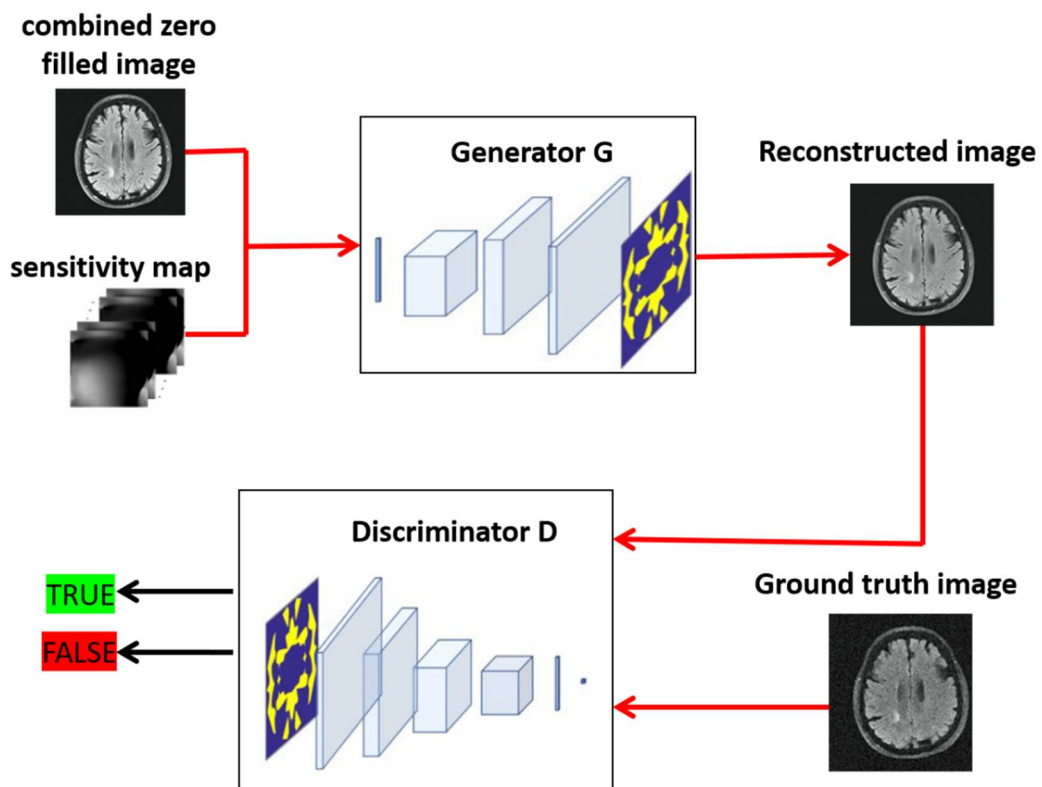 combined zero
filled image
sensitivity map
Generator G
Reconstructed image
Discriminator D
TRUE
FALSE
Ground truth image